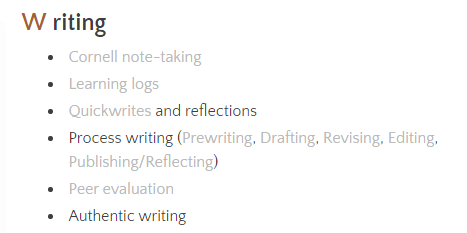 Writing
Cornell note-taking
Learning logs
Quickwrites and reflections
Process writing (Prewriting, Drafting, Revising, Editing,
Publishing/Reflecting)
Peer evaluation
Authentic writing